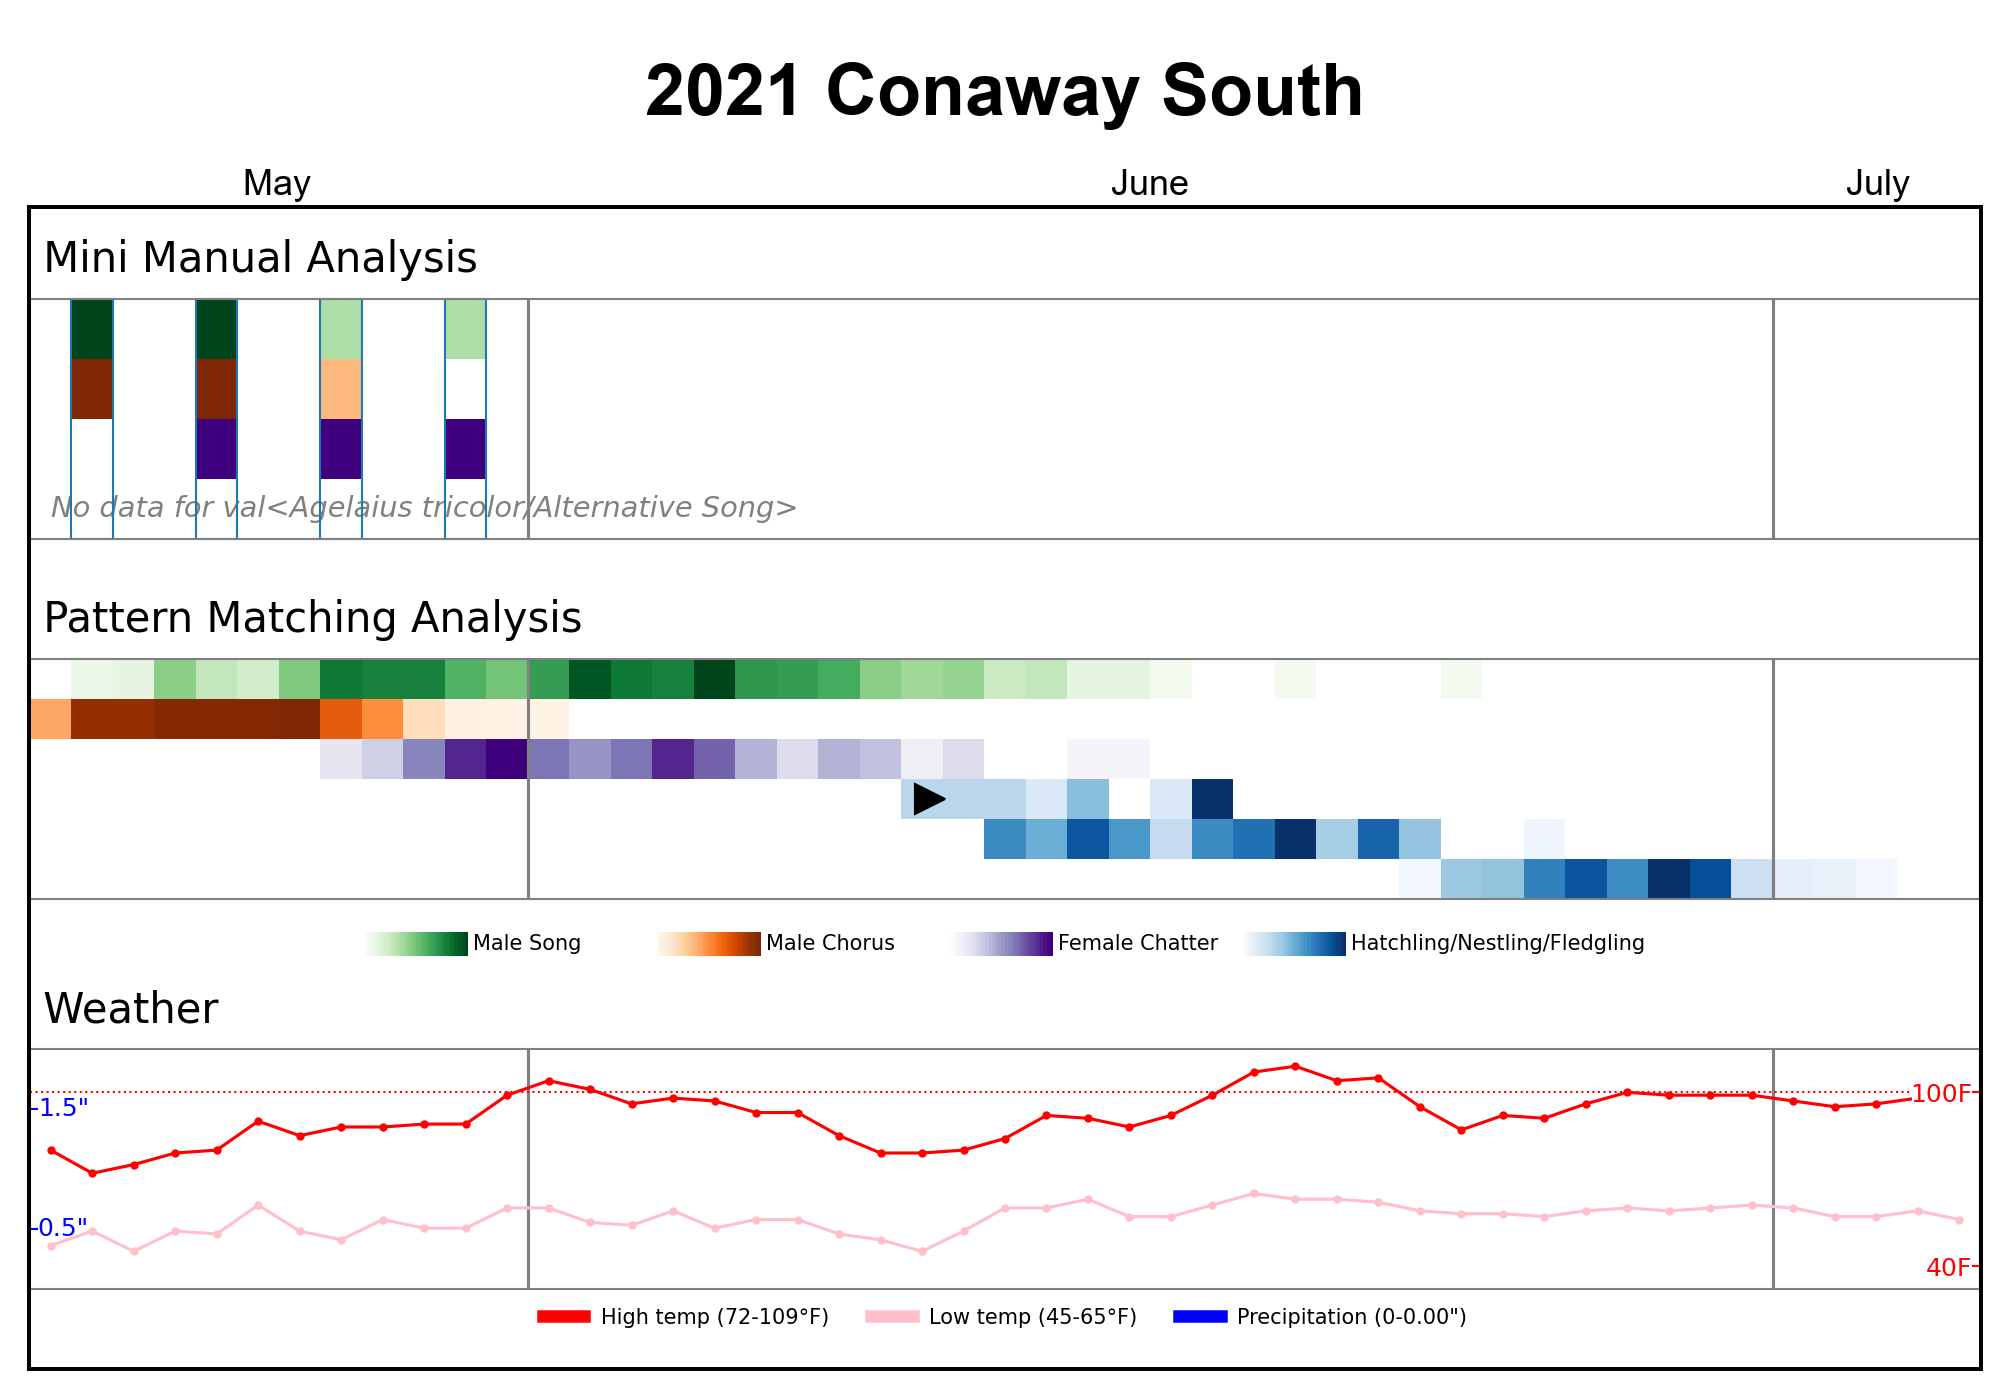 2021 Conaway South
May June July
Mini Manual Analysis
No data for val<Agelaius tricolor/Alternative Song>
Pattern Matching Analysis
Male Song Male Chorus Female Chatter Hatchling/Nestling/Fledgling
Weather
1.5" 100F
0.5"
40F
High temp (72-109°F) Low temp (45-65°F) Precipitation (0-0.00")